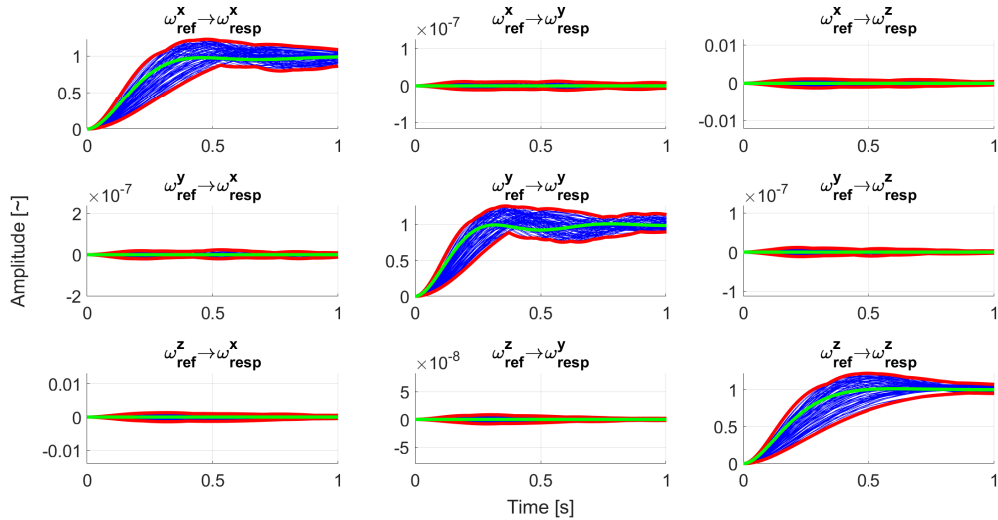 ω^x_ref→ω^x_resp
1
0.5
0
0 0.5 1
ω^x_ref→ω^y_resp
×10^-7
1
0
-1
0 0.5 1
ω^x_ref→ω^z_resp
0.01
0
-0.01
0 0.5 1
Amplitude [~]
ω^y_ref→ω^x_resp
×10^-7
2
0
-2
0 0.5 1
ω^y_ref→ω^y_resp
1
0.5
0
0 0.5 1
ω^y_ref→ω^z_resp
×10^-7
1
0
-1
0 0.5 1
ω^z_ref→ω^x_resp
0.01
0
-0.01
0 0.5 1
ω^z_ref→ω^y_resp
×10^-8
5
0
-5
0 0.5 1
ω^z_ref→ω^z_resp
1
0.5
0
0 0.5 1
Time [s]